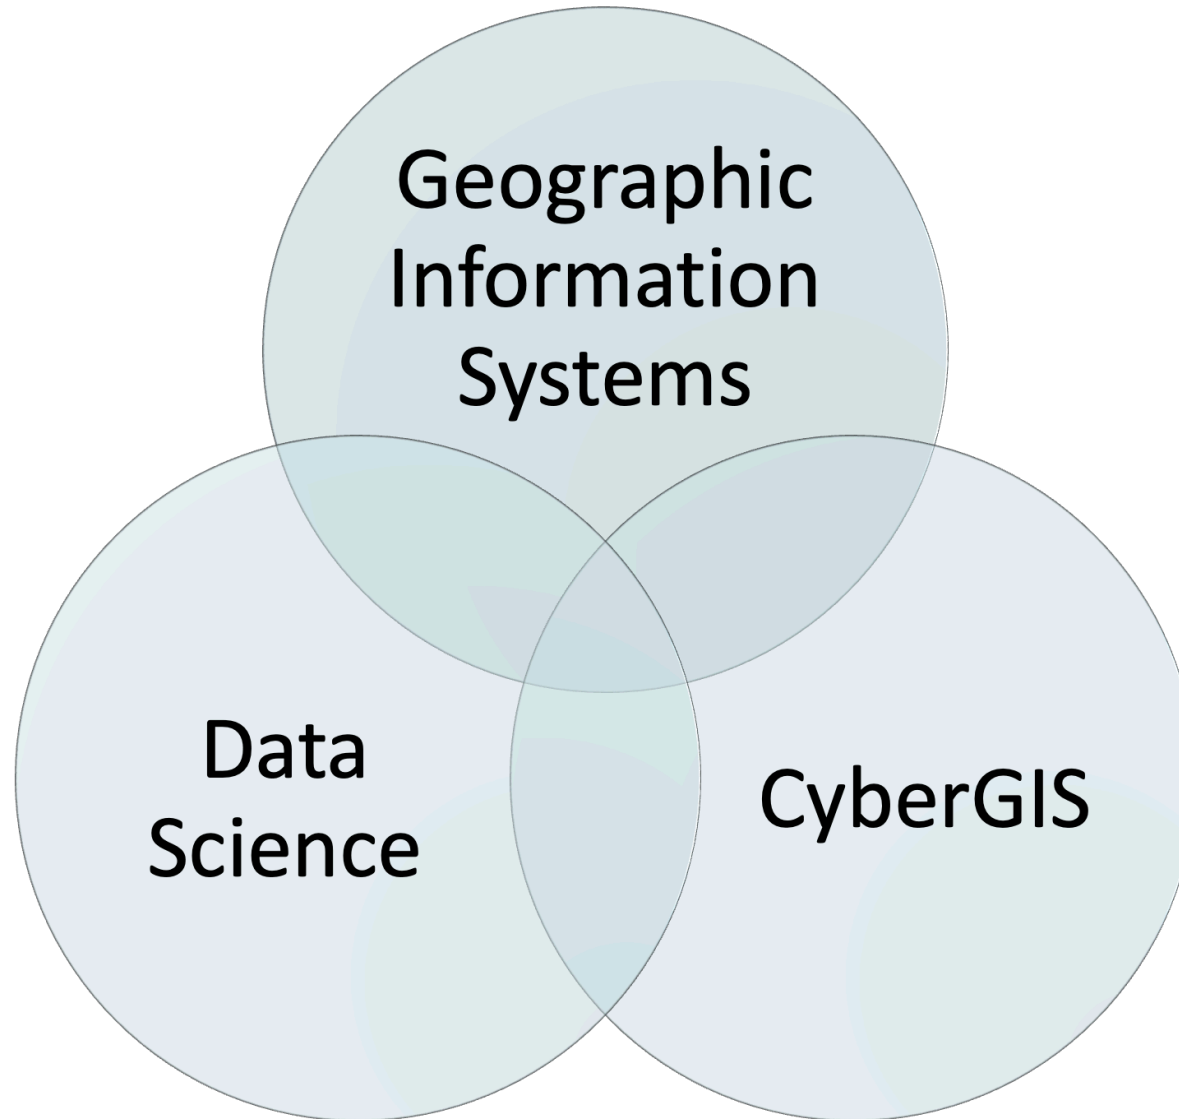 Geographic
Information
Systems
Data
Science
CyberGIS